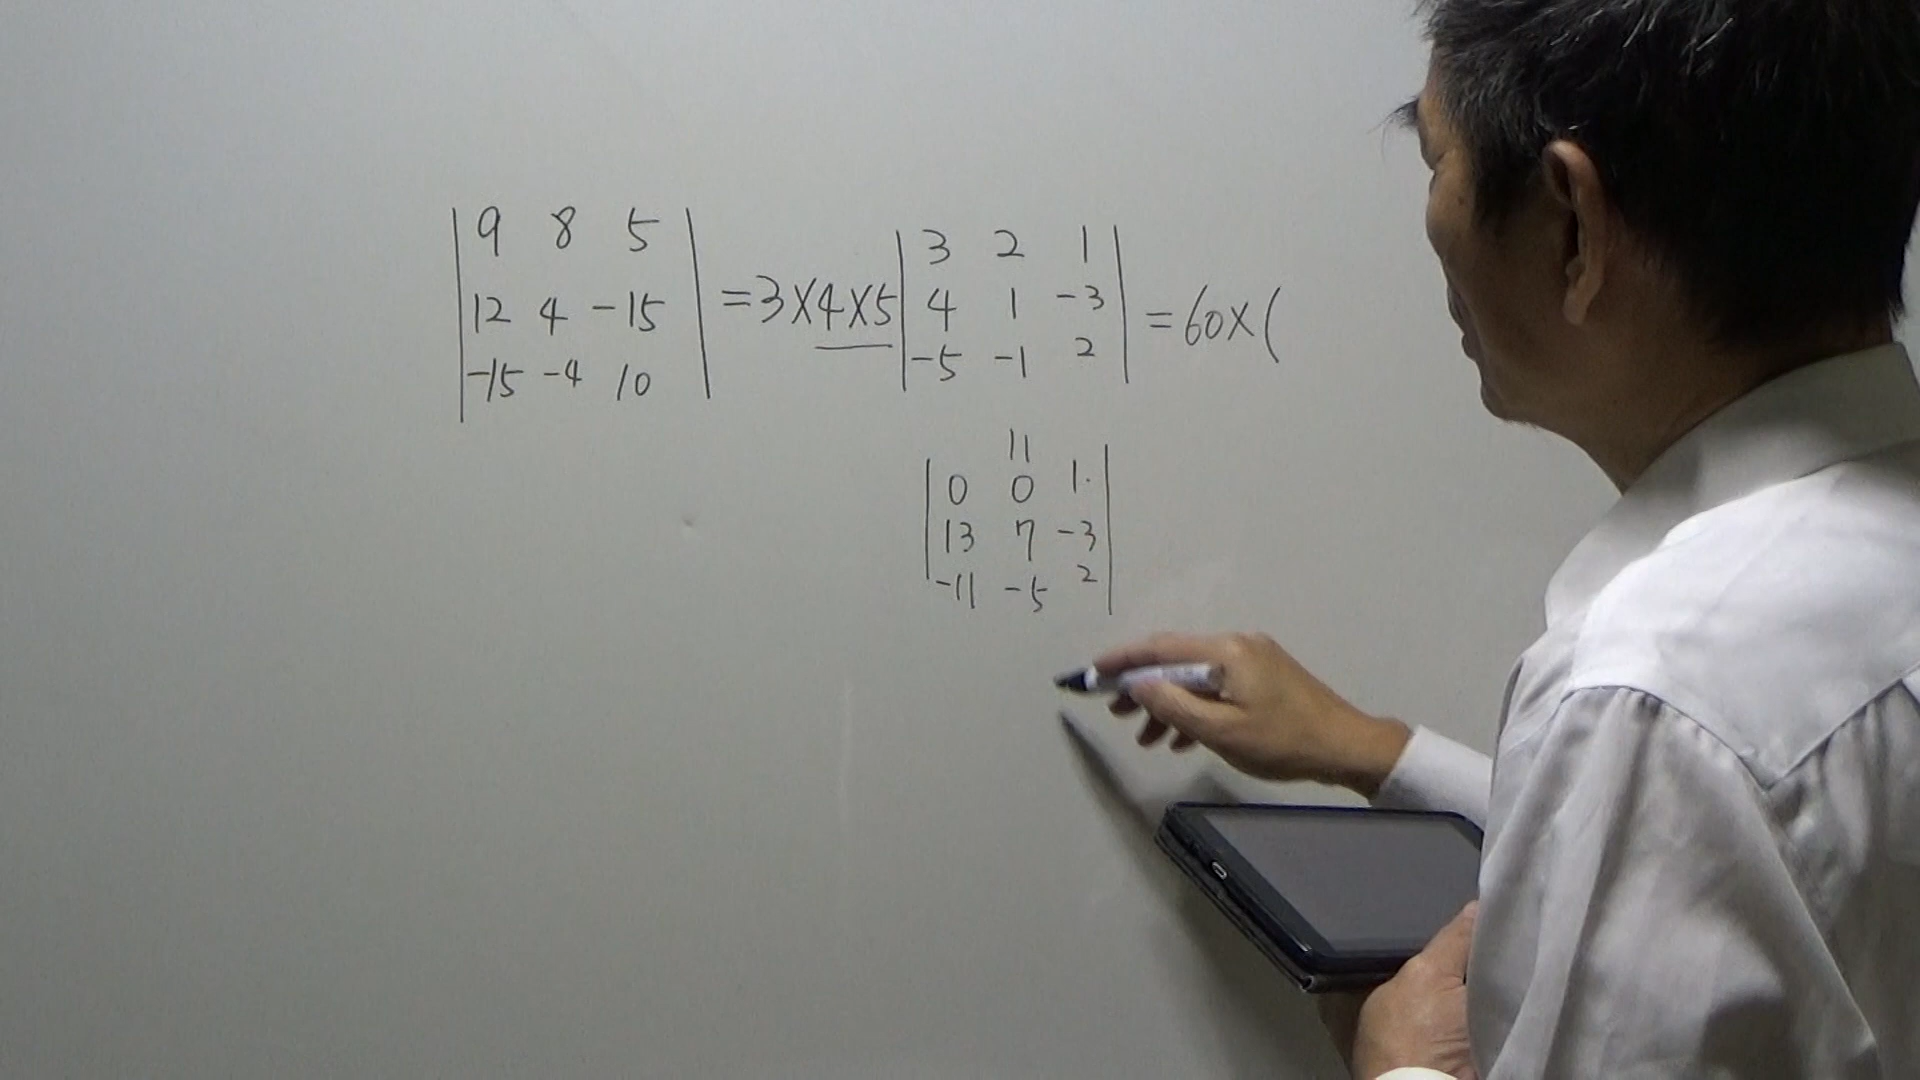 | 9 8 5 |
| 12 4 -15 | =3×4×5 | 3 2 1 |
| -15 -4 10 | | 4 1 -3 | =60×(
| -5 -1 2 |
11
| 0 0 1. |
| 13 7 -3 |
| -11 -5 2 |